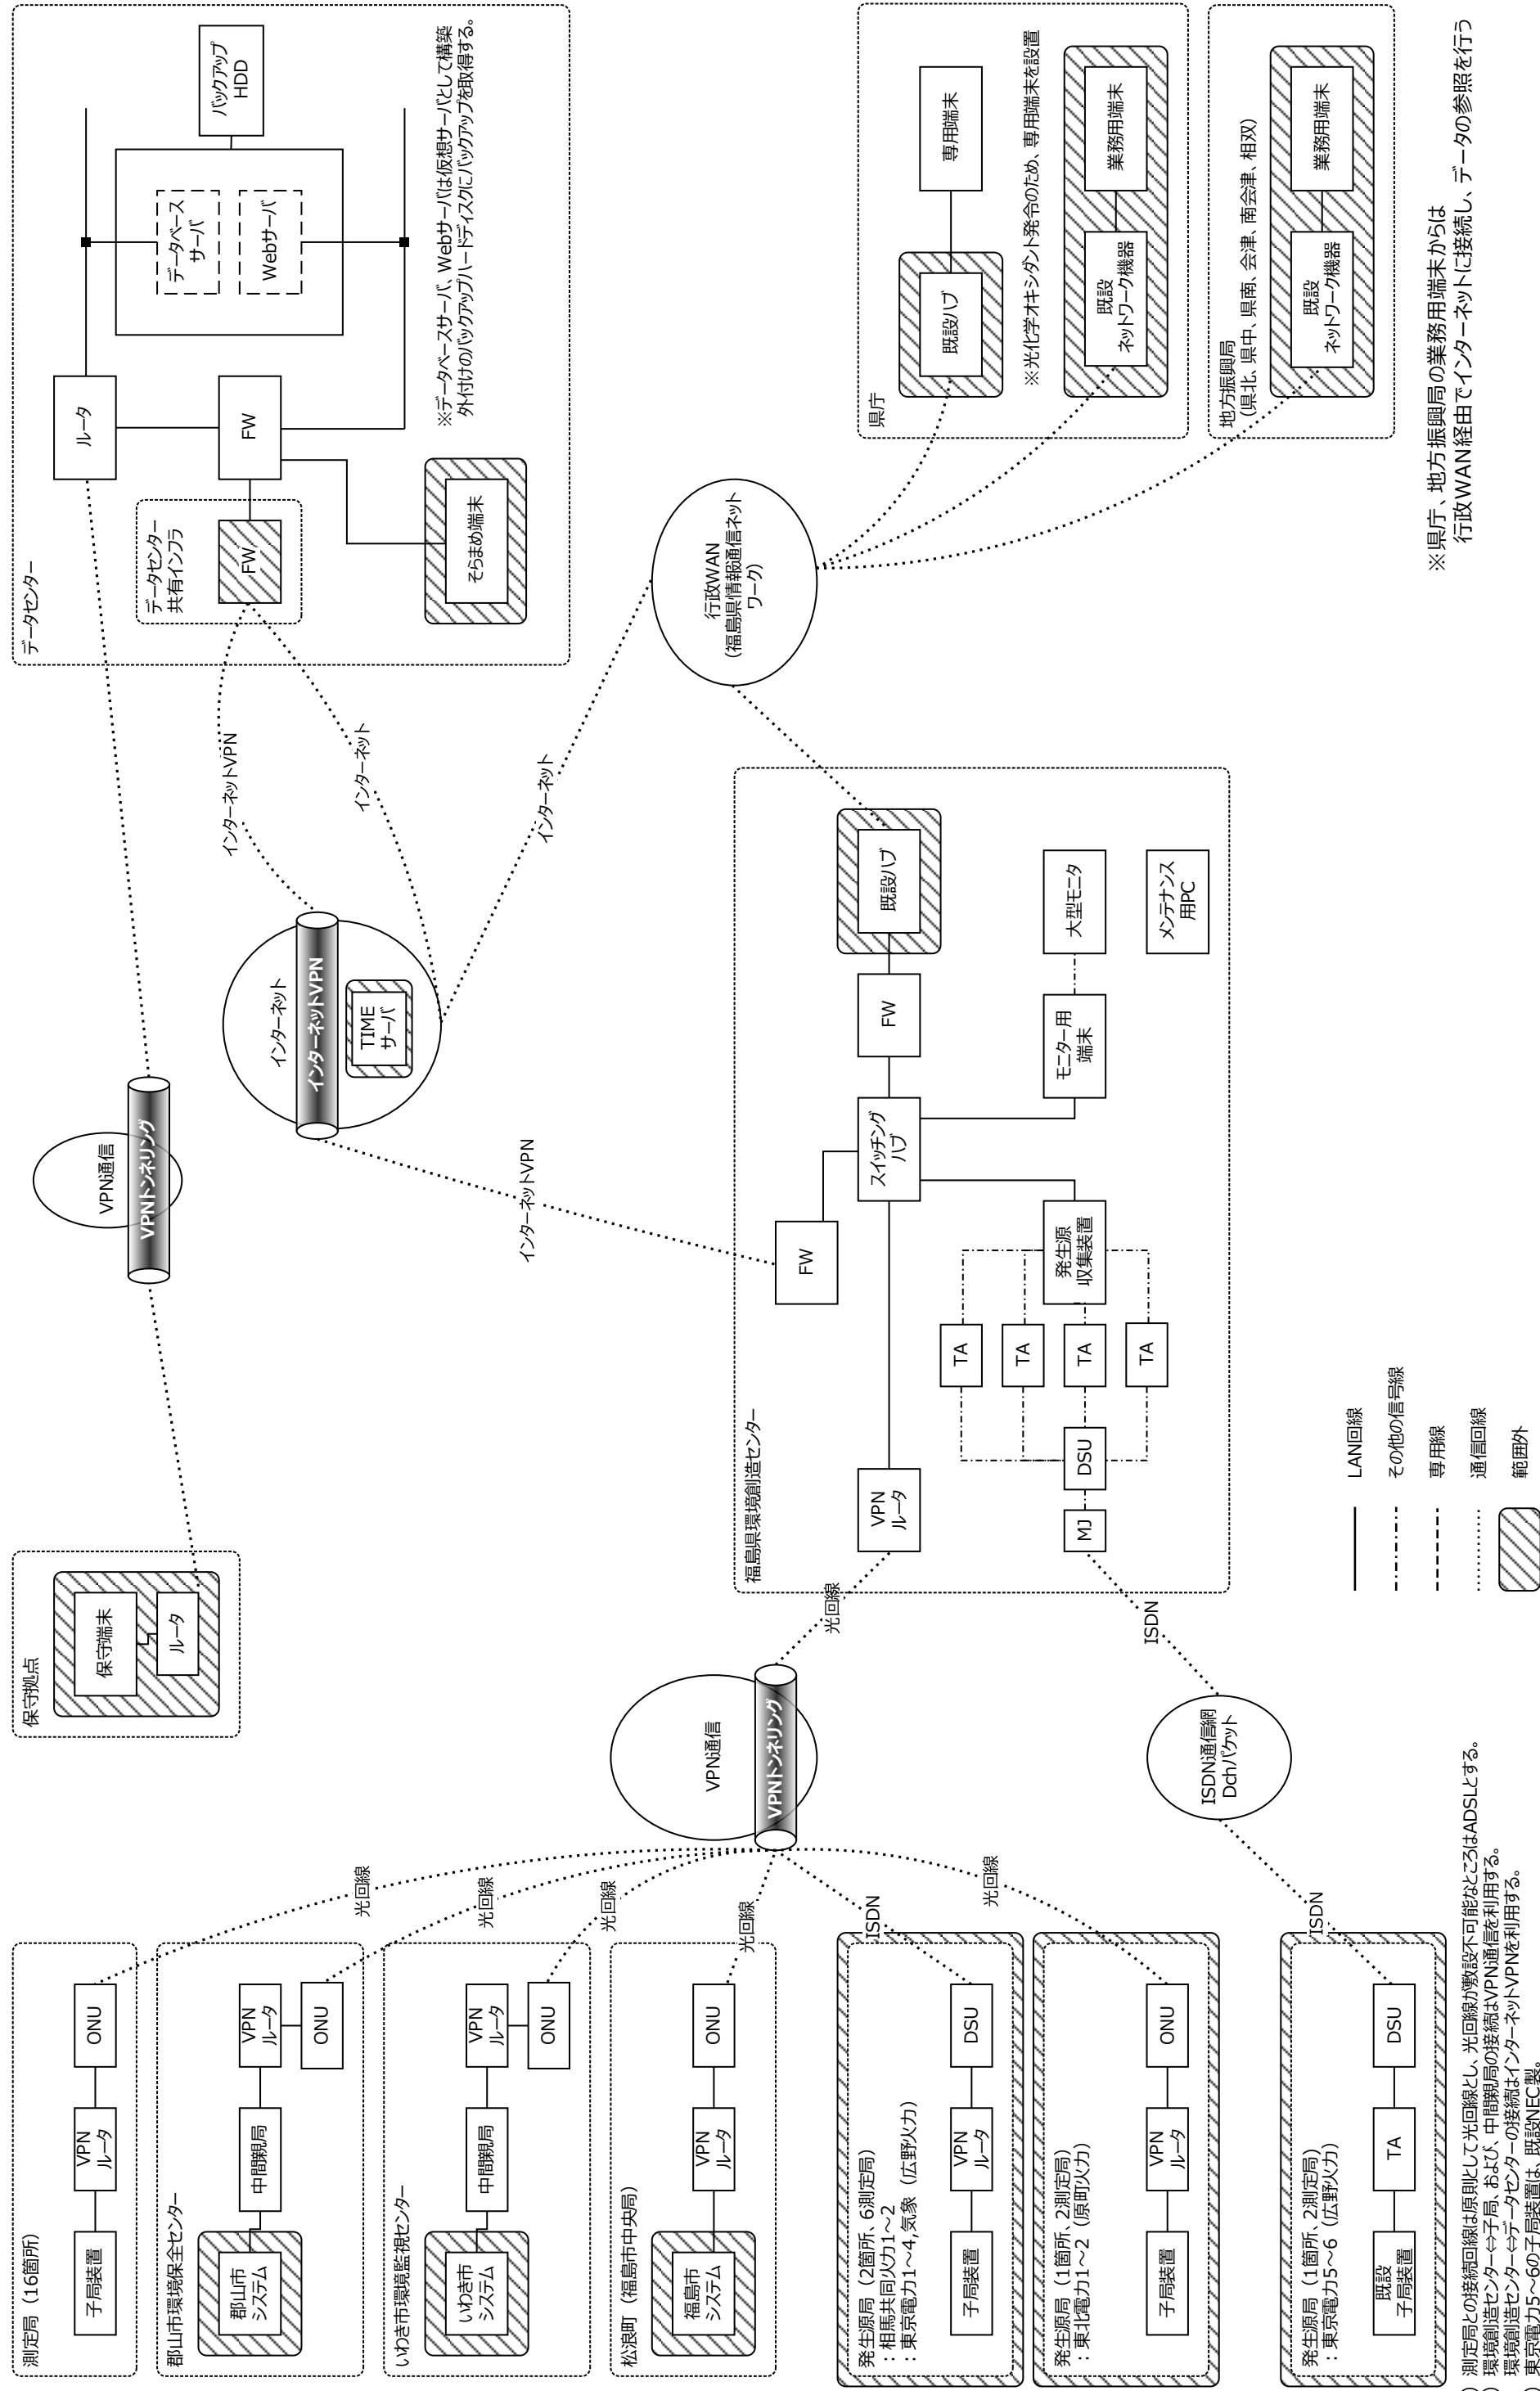 測定局（16箇所）
子局装置
VPN
ルータ
ONU
郡山市環境保全センター
郡山市
システム
中間親局
VPN
ルータ
ONU
いわき市環境監視センター
いわき市
システム
中間親局
VPN
ルータ
ONU
松浪町（福島市中央局）
福島市
システム
VPN
ルータ
ONU
発生源局（2箇所、6測定局）
：相馬共同火力1～2
：東京電力1～4,気象（広野火力）
子局装置
VPN
ルータ
DSU
発生源局（1箇所、2測定局）
：東北電力1～2（原町火力）
子局装置
VPN
ルータ
ONU
発生源局（1箇所、2測定局）
：東京電力5～6（広野火力）
既設
子局装置
TA
DSU
）測定局との接続回線は原則として光回線とし、光回線が敷設不可能なところはADSLとする。
）環境創造センター⇔子局、および、中間親局の接続はVPN通信を利用する。
環境創造センター⇔データセンターの接続はインターネットVPNを利用する。
）東京電力5～6の子局装置は、既設NEC製。
光回線
光回線
光回線
光回線
ISDN
光回線
ISDN
VPN通信
VPNトンネリング
ISDN通信網
Dchパケット
光回線
ISDN
保守拠点
保守端末
ルータ
VPN通信
VPNトンネリング
インターネット
インターネットVPN
TIME
サーバ
インターネットVPN
インターネットVPN
インターネット
インターネット
福島県環境創造センター
VPN
ルータ
MJ
DSU
TA
TA
TA
TA
発生源
収集装置
FW
スイッチング
ハブ
FW
既設ハブ
モニター用
端末
大型モニタ
メンテナンス
用PC
LAN回線
その他の信号線
専用線
通信回線
範囲外
データセンター
ルータ
データセンター
共有インフラ
FW
FW
そらまめ端末
データベース
サーバ
Webサーバ
バックアップ
HDD
※データベースサーバ、Webサーバは仮想サーバとして構築
外付けのバックアップハードディスクにバックアップを取得する。
行政WAN
（福島県情報通信ネット
ワーク）
県庁
既設ハブ
専用端末
※光化学オキシダント発令のため、専用端末を設置
既設
ネットワーク機器
業務用端末
地方振興局
（県北、県中、県南、会津、南会津、相双）
既設
ネットワーク機器
業務用端末
※県庁、地方振興局の業務用端末からは
行政WAN経由でインターネットに接続し、データの参照を行う